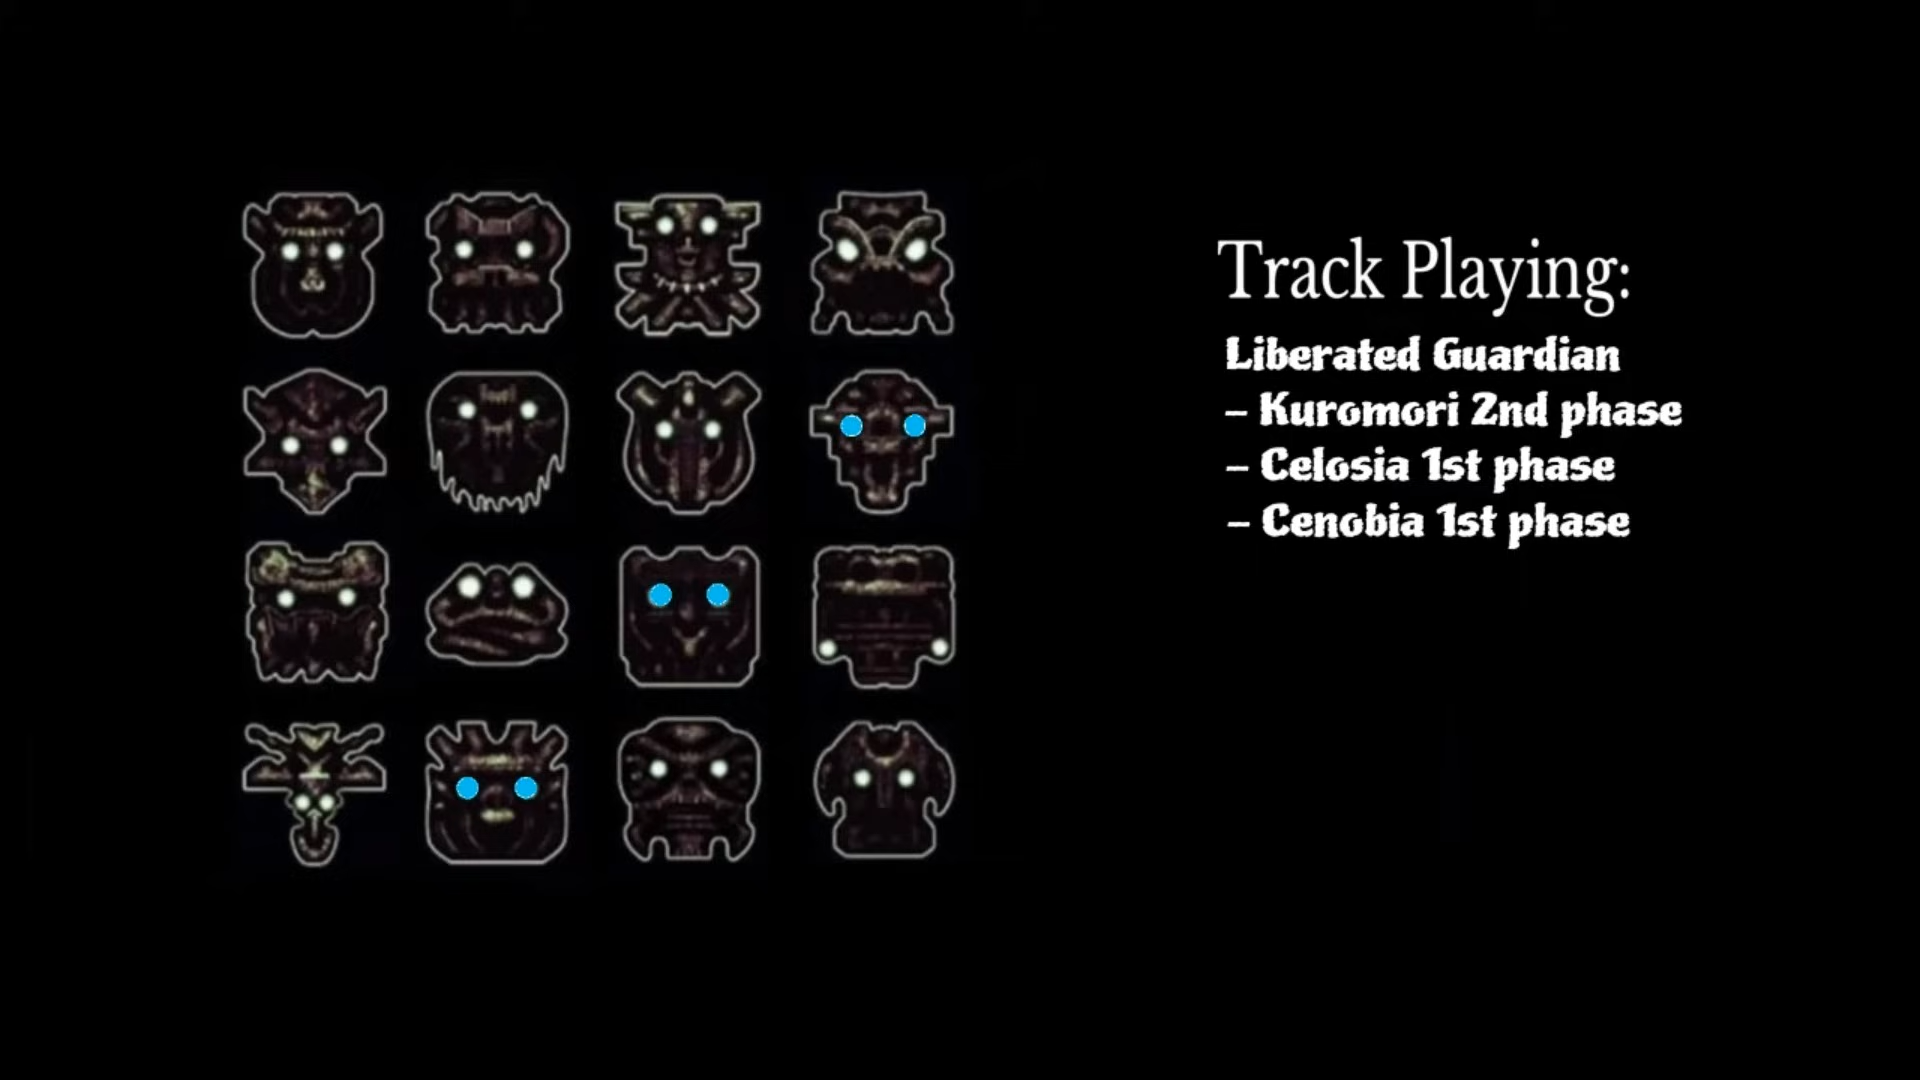 Track Playing:
Liberated Guardian
- Kuromori 2nd phase
- Celosia 1st phase
- Cenobia 1st phase